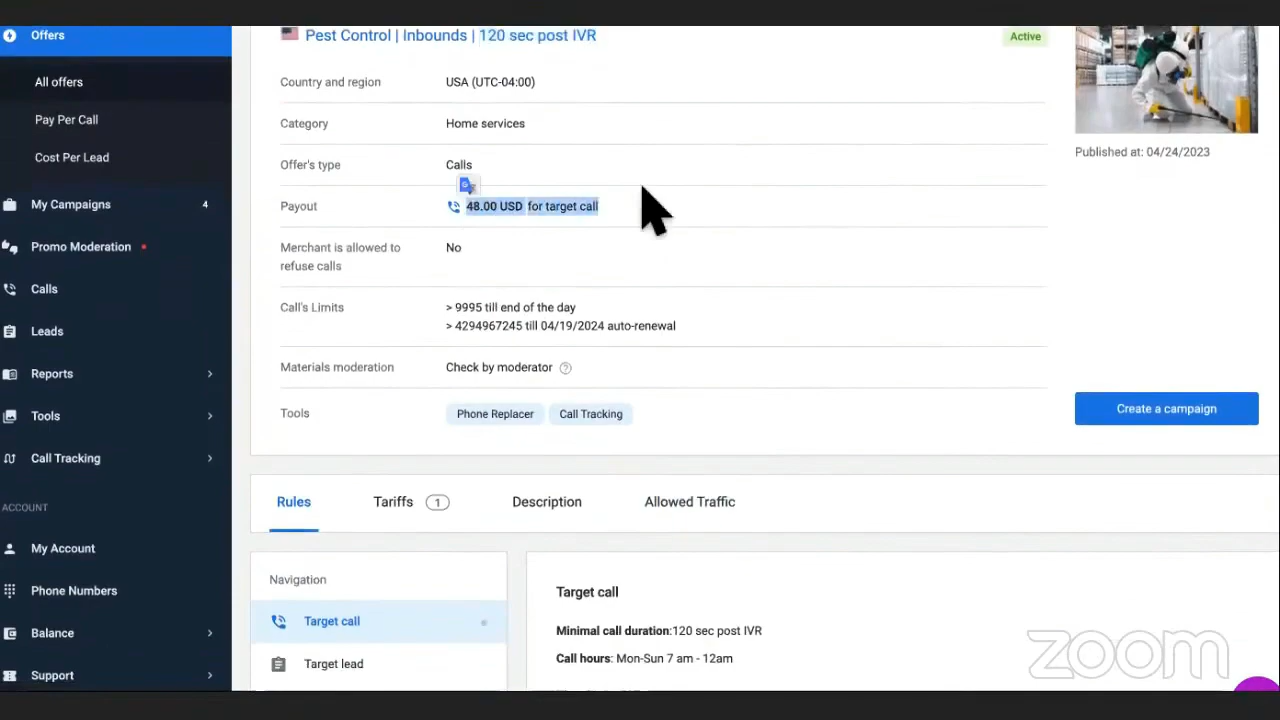 Offers
All offers
Pay Per Call
Cost Per Lead
My Campaigns 4
Promo Moderation
Calls
Leads
Reports
Tools
Call Tracking
ACCOUNT
My Account
Phone Numbers
Balance
Support
Pest Control | Inbounds | 120 sec post IVR
Active
Country and region USA (UTC-04:00)
Category Home services
Offer's type Calls
Payout 48.00 USD for target call
Merchant is allowed to No
refuse calls
Call's Limits > 9995 till end of the day
> 4294967245 till 04/19/2024 auto-renewal
Materials moderation Check by moderator ?
Tools Phone Replacer Call Tracking
Published at: 04/24/2023
Create a campaign
Rules Tariffs 1 Description Allowed Traffic
Navigation
Target call
Target lead
Target call
Minimal call duration:120 sec post IVR
Call hours: Mon-Sun 7 am - 12am
zoom